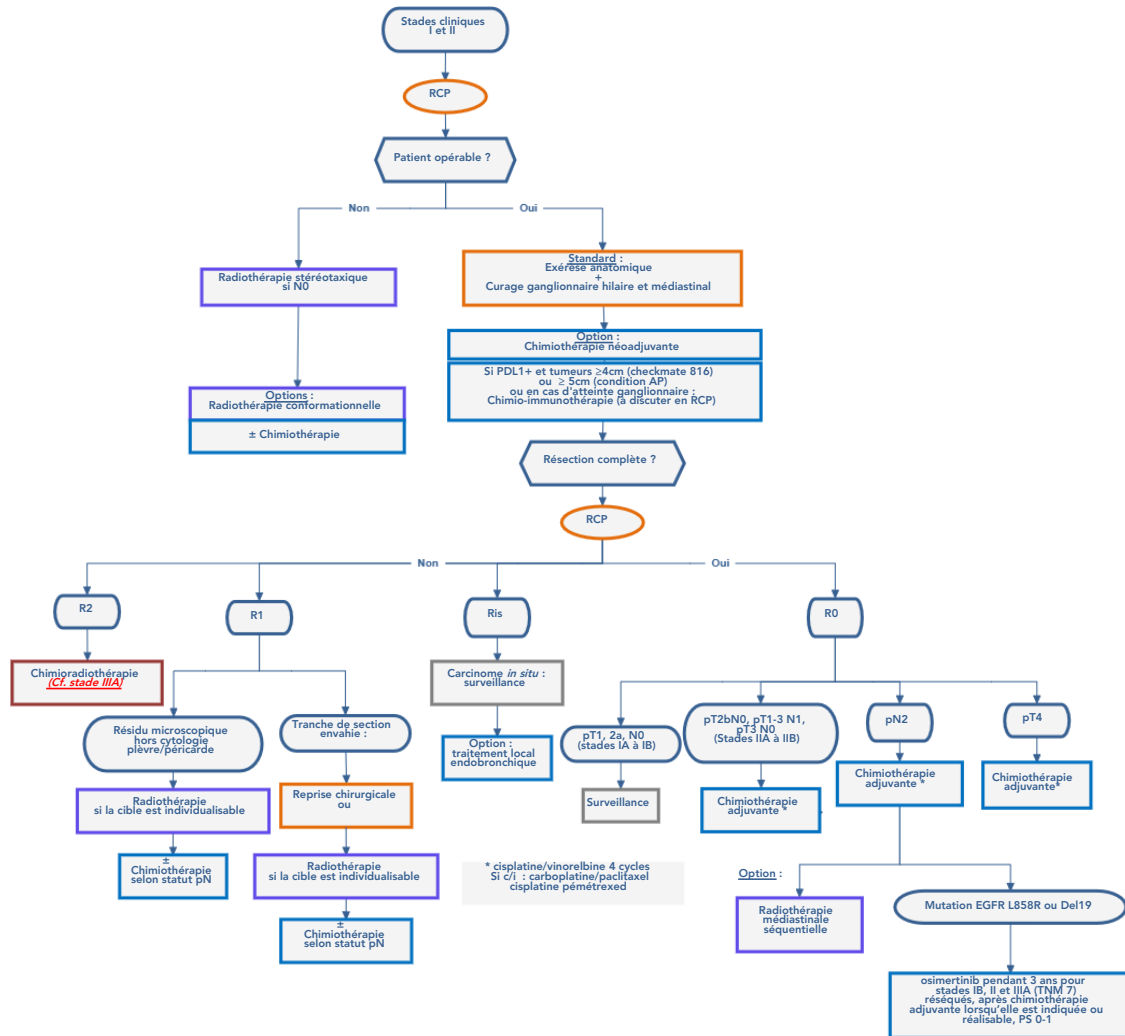 Stades cliniques
I et II
RCP
Patient opérable ?
Non
Oui
Radiothérapie stéréotaxique
si N0
Options :
Radiothérapie conformationnelle
± Chimiothérapie
Standard :
Exérèse anatomique
+
Curage ganglionnaire hilaire et médiastinal
Option :
Chimiothérapie néoadjuvante
Si PDL1+ et tumeurs ≥4cm (checkmate 816)
ou ≥ 5cm (condition AP)
ou en cas d'atteinte ganglionnaire :
Chimio-immunothérapie (à discuter en RCP)
Résection complète ?
RCP
Non
Oui
R2
R1
Ris
R0
Chimioradiothérapie
(Cf. stade IIIA)
Résidu microscopique
hors cytologie
plèvre/péricarde
Radiothérapie
si la cible est individualisable
±
Chimiothérapie
selon statut pN
Tranche de section
envahie :
Reprise chirurgicale
ou
Radiothérapie
si la cible est individualisable
±
Chimiothérapie
selon statut pN
Carcinome in situ :
surveillance
Option :
traitement local
endobronchique
pT1, 2a, N0
(stades IA à IB)
Surveillance
pT2bN0, pT1-3 N1,
pT3 N0
(Stades IIA à IIB)
Chimiothérapie
adjuvante *
pN2
Chimiothérapie
adjuvante *
pT4
Chimiothérapie
adjuvante*
* cisplatine/vinorelbine 4 cycles
Si c/i : carboplatine/paclitaxel
cisplatine pémétrexed
Option :
Radiothérapie
médiastinale
séquentielle
Mutation EGFR L858R ou Del19
osimertinib pendant 3 ans pour
stades IB, II et IIIA (TNM 7)
réséqués, après chimiothérapie
adjuvante lorsqu'elle est indiquée ou
réalisable, PS 0-1